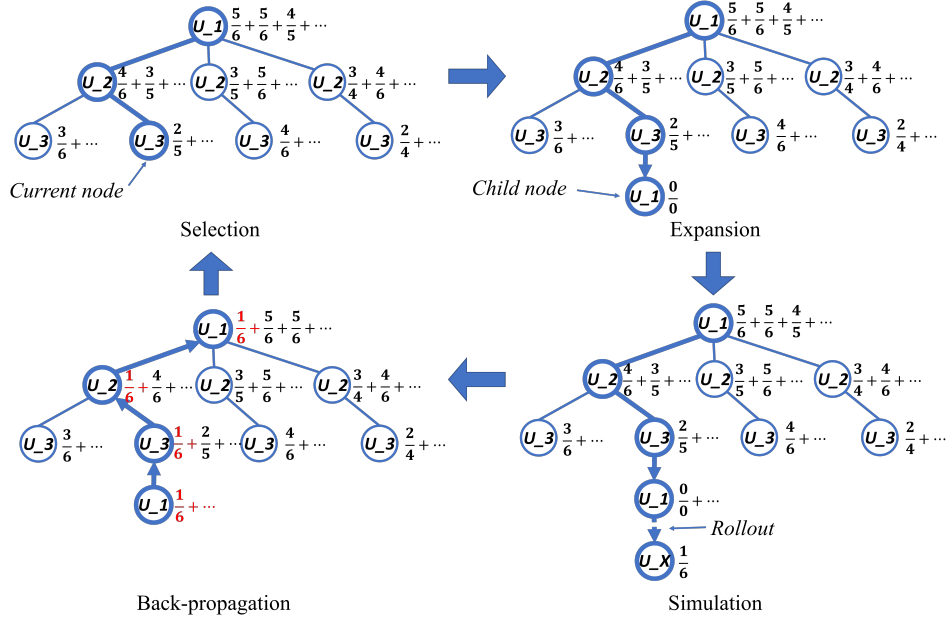 U_1 5/6 + 5/6 + 4/5 + ⋯
U_2 4/6 + 3/5 + ⋯ U_2 3/5 + 5/6 + ⋯ U_2 3/4 + 4/6 + ⋯
U_3 3/6 + ⋯ U_3 2/5 + ⋯ U_3 4/6 + ⋯ U_3 2/4 + ⋯
Current node
Selection
U_1 5/6 + 5/6 + 4/5 + ⋯
U_2 4/6 + 3/5 + ⋯ U_2 3/5 + 5/6 + ⋯ U_2 3/4 + 4/6 + ⋯
U_3 3/6 + ⋯ U_3 2/5 + ⋯ U_3 4/6 + ⋯ U_3 2/4 + ⋯
Child node U_1 0/0
Expansion
U_1 1/6 + 5/6 + 5/6 + ⋯
U_2 1/6 + 4/6 + ⋯ U_2 3/5 + 5/6 + ⋯ U_2 3/4 + 4/6 + ⋯
U_3 3/6 + ⋯ U_3 1/6 + 2/5 + ⋯ U_3 4/6 + ⋯ U_3 2/4 + ⋯
U_1 1/6 + ⋯
Back-propagation
U_1 5/6 + 5/6 + 4/5 + ⋯
U_2 4/6 + 3/5 + ⋯ U_2 3/5 + 5/6 + ⋯ U_2 3/4 + 4/6 + ⋯
U_3 3/6 + ⋯ U_3 2/5 + ⋯ U_3 4/6 + ⋯ U_3 2/4 + ⋯
U_1 0/0 + ⋯
Rollout
U_X 1/6
Simulation